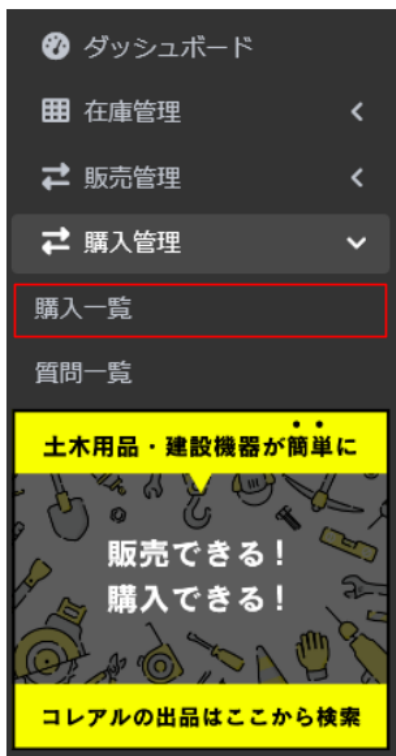 ダッシュボード
在庫管理
販売管理
購入管理
購入一覧
質問一覧
土木用品・建設機器が簡単に
販売できる！
購入できる！
コレアルの出品はここから検索